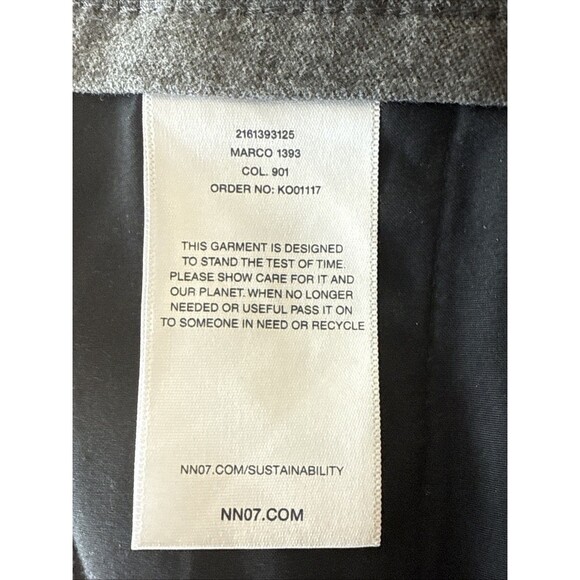 2161393125
MARCO 1393
COL. 901
ORDER NO: KO01117
THIS GARMENT IS DESIGNED
TO STAND THE TEST OF TIME.
PLEASE SHOW CARE FOR IT AND
OUR PLANET. WHEN NO LONGER
NEEDED OR USEFUL PASS IT ON
TO SOMEONE IN NEED OR RECYCLE
NN07.COM/SUSTAINABILITY
NN07.COM